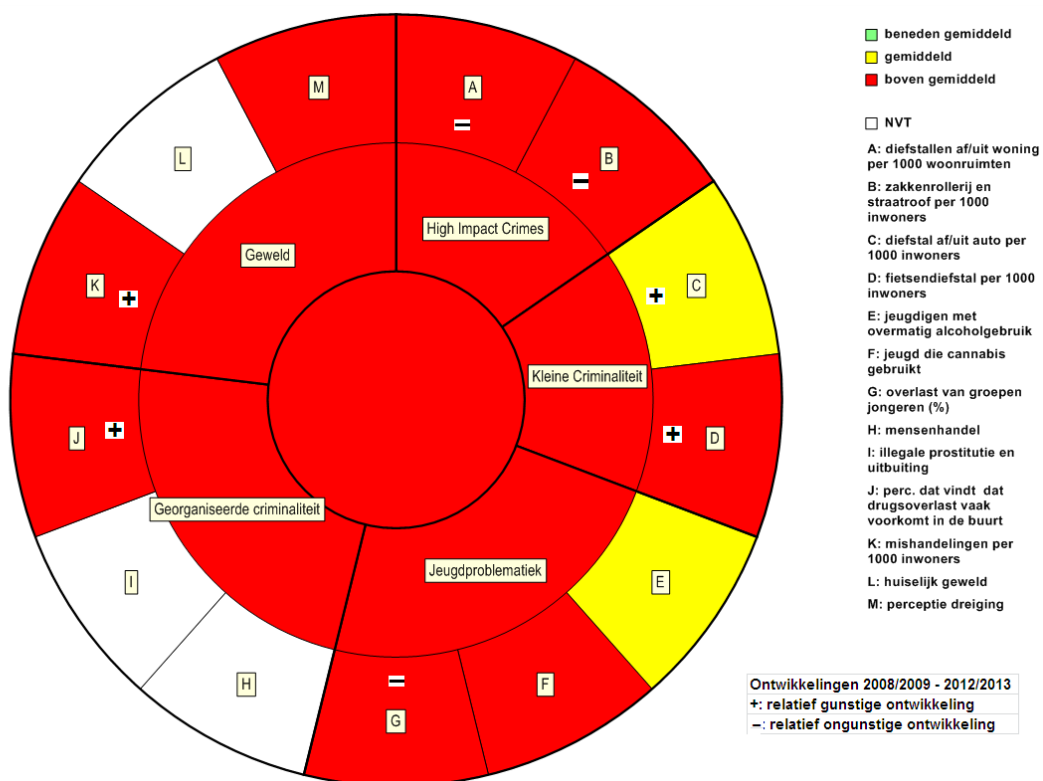 M
A
–
B
–
L
High Impact Crimes
Geweld
K
+
C
+
Kleine Criminaliteit
J
+
D
+
Georganiseerde criminaliteit
Jeugdproblematiek
I
E
H
F
–
G
beneden gemiddeld
gemiddeld
boven gemiddeld
NVT
A: diefstallen af/uit woning
per 1000 woonruimten
B: zakkenrollerij en
straatroof per 1000
inwoners
C: diefstal af/uit auto per
1000 inwoners
D: fietsendiefstal per 1000
inwoners
E: jeugdigen met
overmatig alcoholgebruik
F: jeugd die cannabis
gebruikt
G: overlast van groepen
jongeren (%)
H: mensenhandel
I: illegale prostitutie en
uitbuiting
J: perc. dat vindt dat
drugsoverlast vaak
voorkomt in de buurt
K: mishandelingen per
1000 inwoners
L: huiselijk geweld
M: perceptie dreiging
Ontwikkelingen 2008/2009 - 2012/2013
+: relatief gunstige ontwikkeling
–: relatief ongunstige ontwikkeling